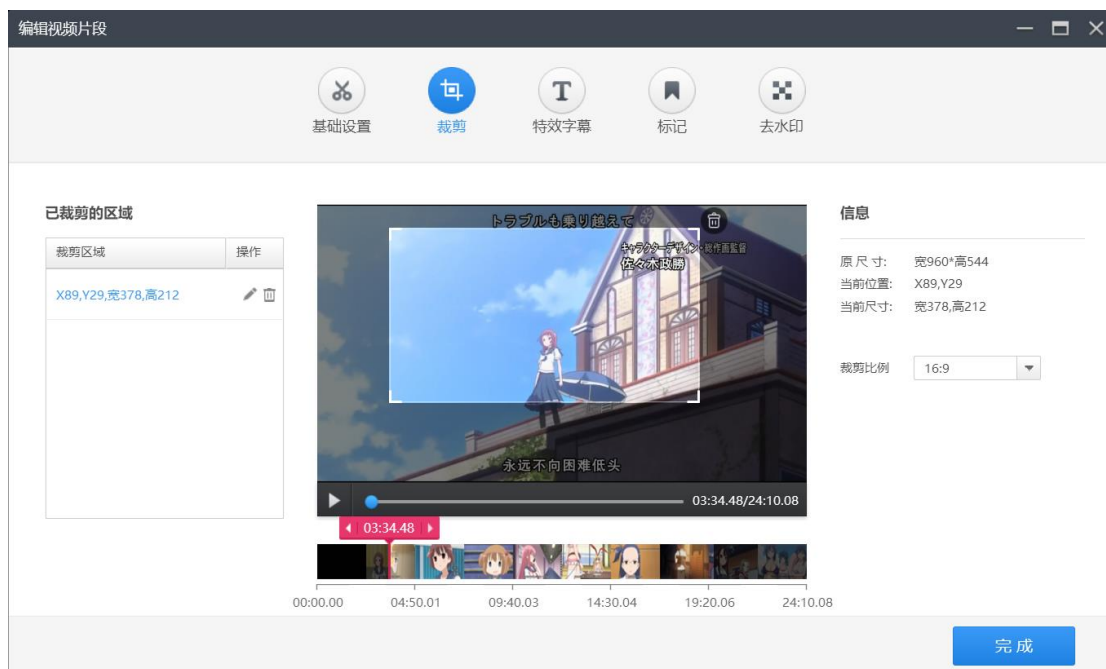 编辑视频片段
基础设置
裁剪
特效字幕
标记
去水印
已裁剪的区域
裁剪区域
操作
X89,Y29,宽378,高212
トラブルも乗り越えて
キャラクターデザイン・総作画監督
佐々木政勝
永远不向困难低头
03:34.48/24:10.08
03:34.48
00:00.00 04:50.01 09:40.03 14:30.04 19:20.06 24:10.08
信息
原尺寸: 宽960*高544
当前位置: X89,Y29
当前尺寸: 宽378,高212
裁剪比例 16:9
完成